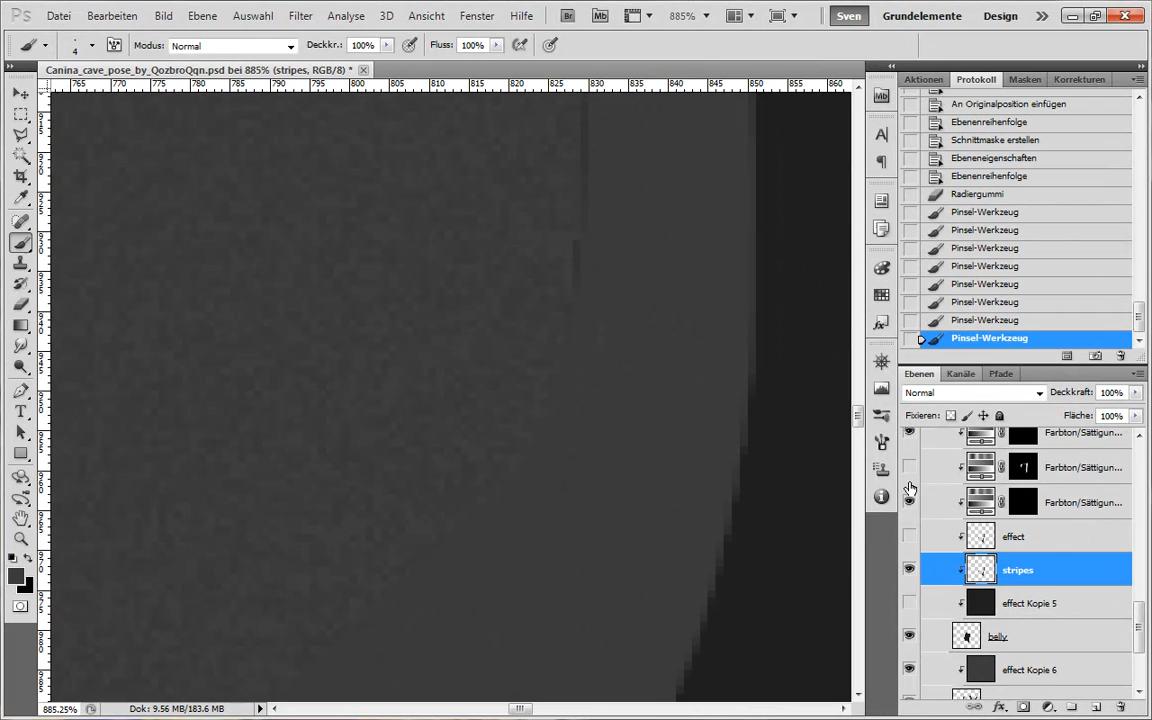 Ps Datei Bearbeiten Bild Ebene Auswahl Filter Analyse 3D Ansicht Fenster Hilfe Br Mb 885% Sven Grundelemente Design
4 Modus: Normal Deckkr.: 100% Fluss: 100%
Canina_cave_pose_by_QozbroQqn.psd bei 885% (stripes, RGB/8) *
Aktionen Protokoll Masken Korrekturen
765 770 775 780 785 790 795 800 805 810 815 820 825 830 835 840 845 850 855 860
An Originalposition einfügen
Ebenenreihenfolge
Schnittmaske erstellen
Ebeneneigenschaften
Ebenenreihenfolge
Radiergummi
Pinsel-Werkzeug
Pinsel-Werkzeug
Pinsel-Werkzeug
Pinsel-Werkzeug
Pinsel-Werkzeug
Pinsel-Werkzeug
Pinsel-Werkzeug
Pinsel-Werkzeug
Ebenen Kanäle Pfade
Normal Deckkraft: 100%
Fixieren: Fläche: 100%
Farbton/Sättigun...
Farbton/Sättigun...
Farbton/Sättigun...
effect
stripes
effect Kopie 5
belly
effect Kopie 6
885.25% Dok: 9.56 MB/183.6 MB